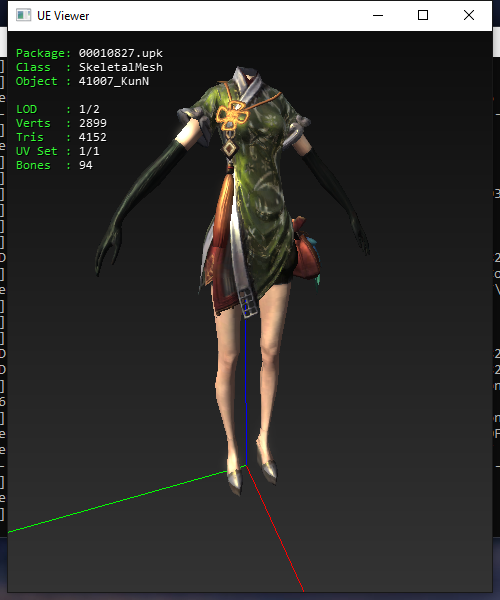 UE Viewer
Package: 00010827.upk
Class  : SkeletalMesh
Object : 41007_KunN
LOD    : 1/2
Verts  : 2899
Tris   : 4152
UV Set : 1/1
Bones  : 94